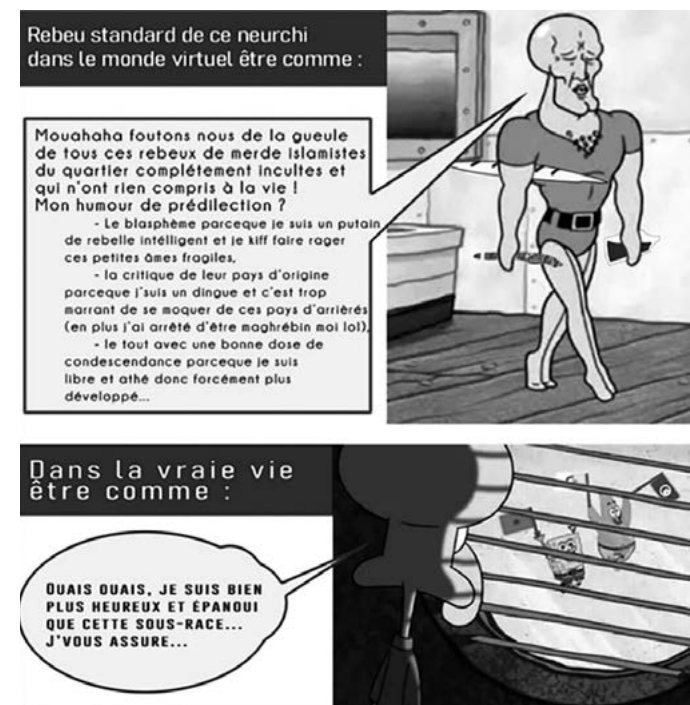 Rebeu standard de ce neurchi
dans le monde virtuel être comme :
Mouahaha foutons nous de la gueule
de tous ces rebeux de merde islamistes
du quartier complétement incultes et
qui n'ont rien compris à la vie !
Mon humour de prédilection ?
- Le blasphème parceque je suis un putain
de rebelle intélligent et je kiff faire rager
ces petites âmes fragiles,
- la critique de leur pays d'origine
parceque j'suis un dingue et c'est trop
marrant de se moquer de ces pays d'arriérés
(en plus j'ai arrêté d'être maghrébin moi lol),
- le tout avec une bonne dose de
condescendance parceque je suis
libre et athé donc forcément plus
développé...
Dans la vraie vie
être comme :
OUAIS OUAIS, JE SUIS BIEN
PLUS HEUREUX ET ÉPANOUI
QUE CETTE SOUS-RACE...
J'VOUS ASSURE...